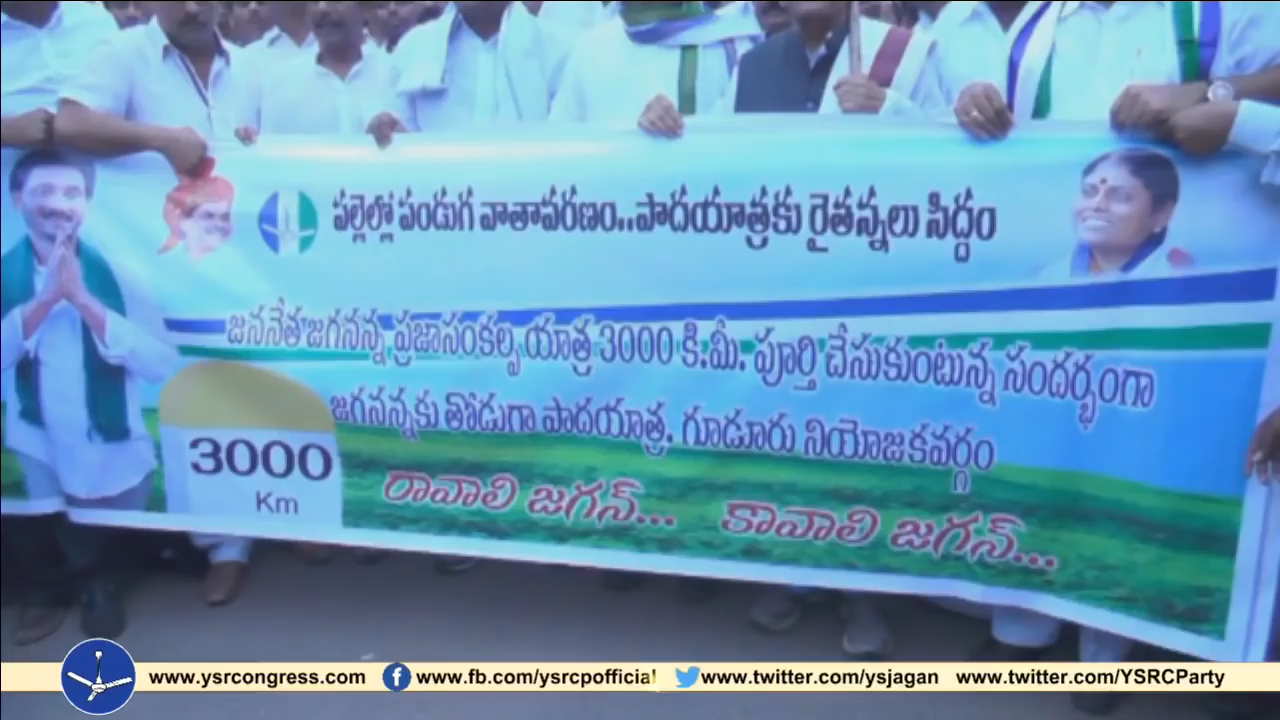 పల్లెల్లో పండుగ వాతావరణం..పాదయాత్రకు రైతన్నలు సిద్దం
జననేత జగనన్న ప్రజాసంకల్ప యాత్ర 3000 కి.మీ. పూర్తి చేసుకుంటున్న సందర్భంగా
జగనన్నకు తోడుగా పాదయాత్ర. గూడూరు నియోజకవర్గం
3000
Km
రావాలి జగన్... కావాలి జగన్...
www.ysrcongress.com www.fb.com/ysrcpofficial www.twitter.com/ysjagan www.twitter.com/YSRCParty